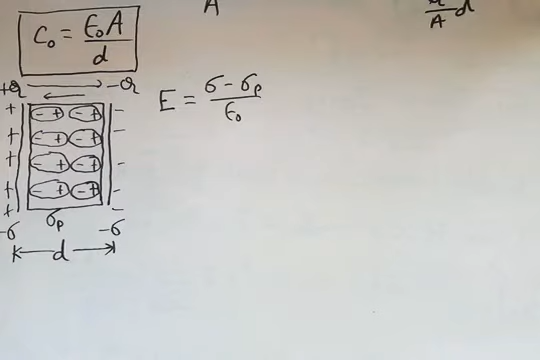 A
A d
C₀ = ϵ₀A / d
+Q -Q
E = σ - σₚ / ϵ₀
+ - + - + -
+ - + - + -
+ - + - + -
+ - + - + -
+ -
-σ σₚ -σ
d